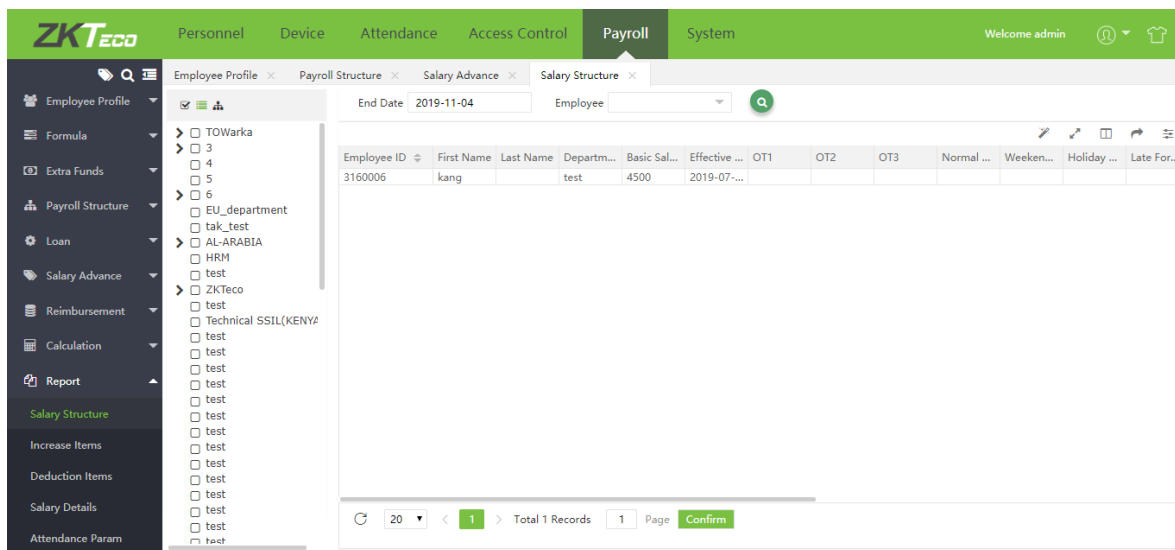 ZKTeco
Personnel Device Attendance Access Control Payroll System Welcome admin
Employee Profile Payroll Structure Salary Advance Salary Structure
Employee Profile
Formula
Extra Funds
Payroll Structure
Loan
Salary Advance
Reimbursement
Calculation
Report
Salary Structure
Increase Items
Deduction Items
Salary Details
Attendance Param
TOWarka
3
4
5
6
EU_department
tak_test
AL-ARABIA
HRM
test
ZKTeco
test
Technical SSIL(KENYA
test
test
test
test
test
test
test
test
test
test
test
test
test
test
End Date 2019-11-04 Employee
Employee ID First Name Last Name Departm... Basic Sal... Effective ... OT1 OT2 OT3 Normal ... Weeken... Holiday ... Late For..
3160006 kang test 4500 2019-07-...
20 < 1 > Total 1 Records 1 Page Confirm